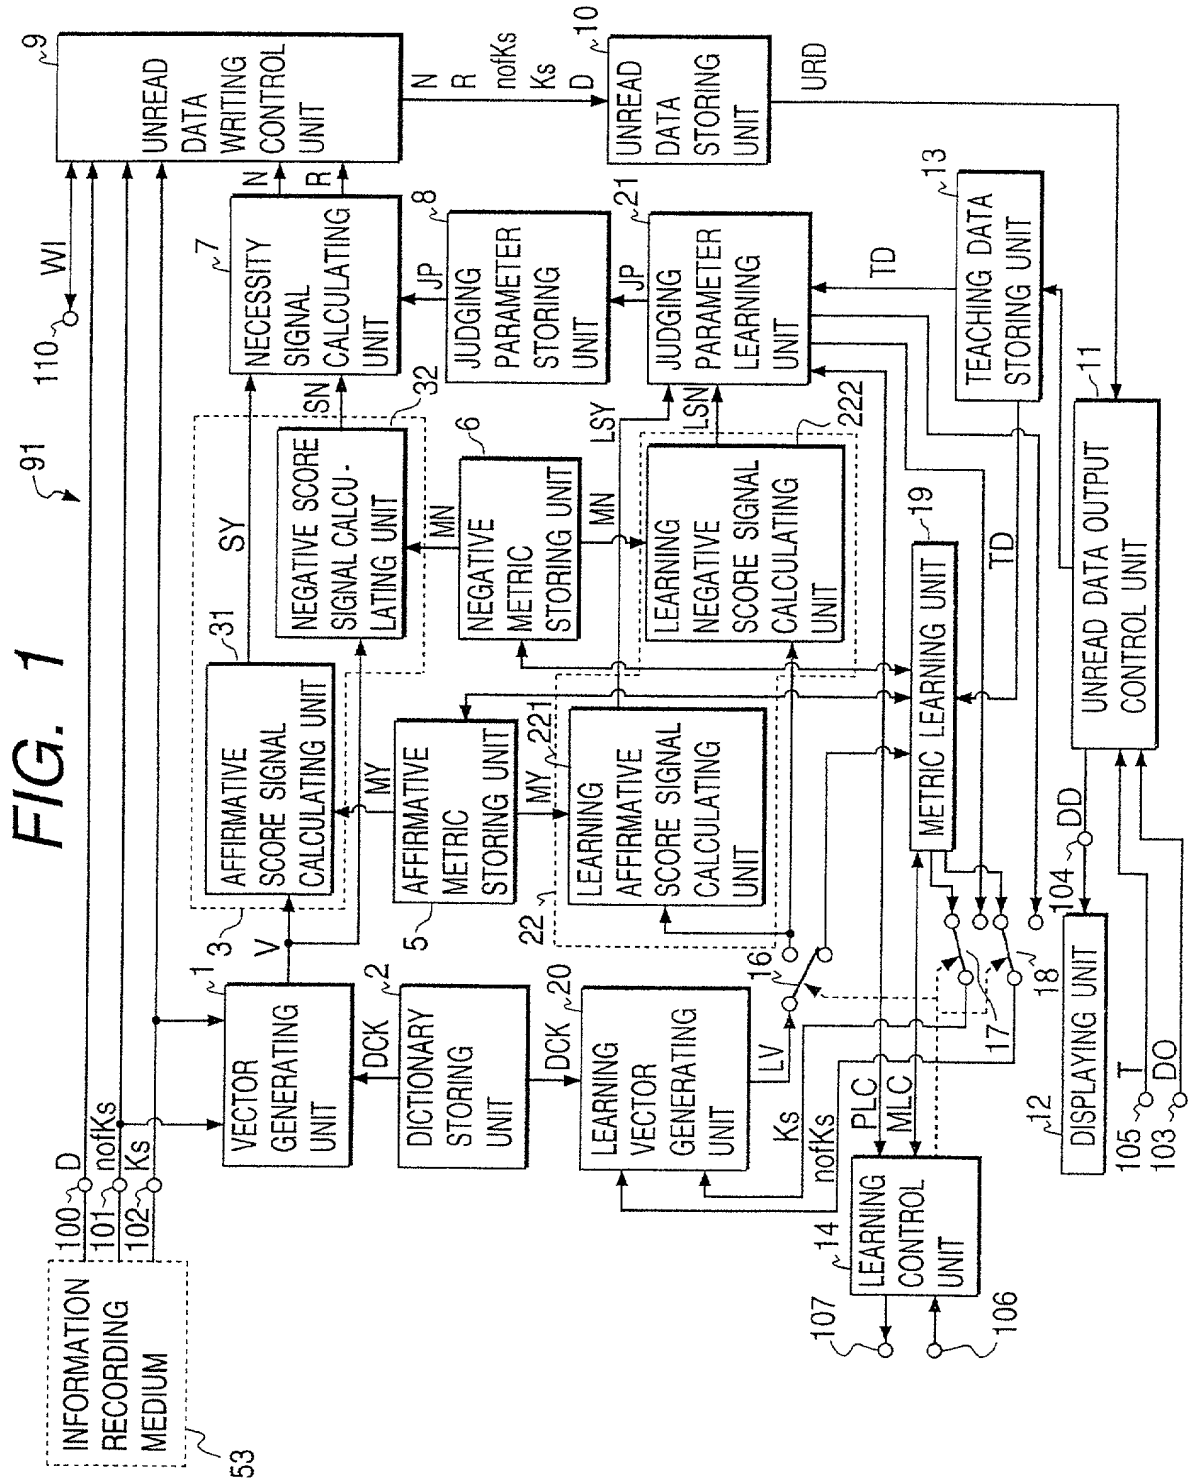 FIG. 1
91
INFORMATION
RECORDING
MEDIUM
53
100
D
101
nofKs
102
Ks
110
WI
9
UNREAD
DATA
WRITING
CONTROL
UNIT
1
VECTOR
GENERATING
UNIT
V
3
31
AFFIRMATIVE
SCORE SIGNAL
CALCULATING UNIT
SY
NEGATIVE SCORE
SIGNAL CALCU-
LATING UNIT
32
SN
7
NECESSITY
SIGNAL
CALCULATING
UNIT
N
R
DCK
2
DICTIONARY
STORING
UNIT
DCK
MY
5
AFFIRMATIVE
METRIC
STORING UNIT
MY
MN
6
NEGATIVE
METRIC
STORING UNIT
MN
JP
8
JUDGING
PARAMETER
STORING
UNIT
JP
N
R
nofKs
Ks
D
10
UNREAD
DATA
STORING
UNIT
URD
20
LEARNING
VECTOR
GENERATING
UNIT
LV
16
22
221
LEARNING
AFFIRMATIVE
SCORE SIGNAL
CALCULATING
UNIT
LEARNING
NEGATIVE
SCORE SIGNAL
CALCULATING
UNIT
222
LSY
LSN
21
JUDGING
PARAMETER
LEARNING
UNIT
TD
13
TEACHING DATA
STORING UNIT
TD
Ks
nofKs
PLC
MLC
14
LEARNING
CONTROL
UNIT
107
106
19
METRIC LEARNING UNIT
17
18
104
DD
12
DISPLAYING UNIT
11
UNREAD DATA OUTPUT
CONTROL UNIT
105
T
103
DO